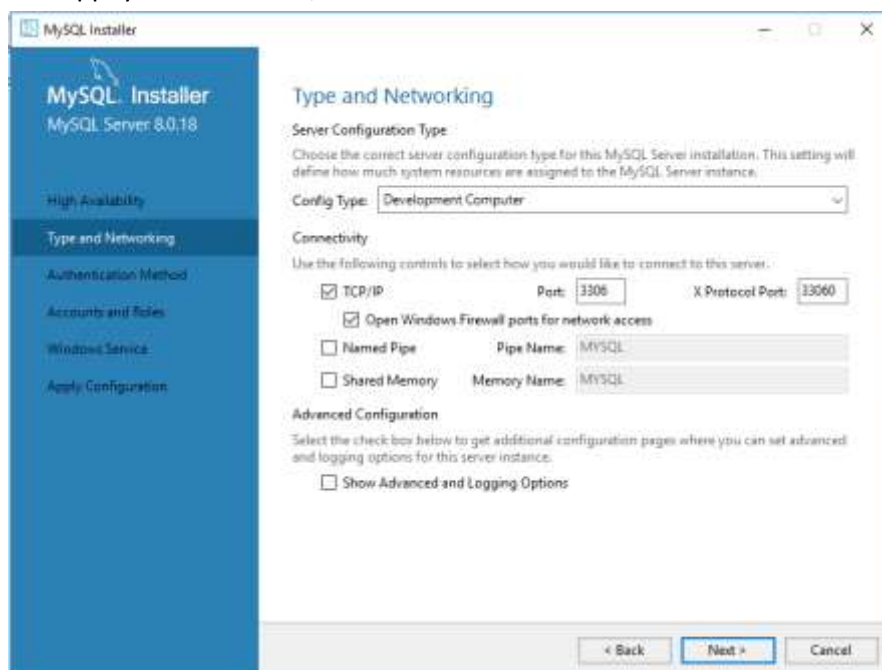 MySQL Installer
MySQL Installer
MySQL Server 8.0.18
High Availability
Type and Networking
Authentication Method
Accounts and Roles
Windows Service
Apply Configuration
Type and Networking
Server Configuration Type
Choose the correct server configuration type for this MySQL Server installation. This setting will
define how much system resources are assigned to the MySQL Server instance.
Config Type: Development Computer
Connectivity
Use the following controls to select how you would like to connect to this server.
TCP/IP Port: 3306 X Protocol Port: 33060
Open Windows Firewall ports for network access
Named Pipe Pipe Name: MYSQL
Shared Memory Memory Name: MYSQL
Advanced Configuration
Select the check box below to get additional configuration pages where you can set advanced
and logging options for this server instance.
Show Advanced and Logging Options
< Back Next > Cancel